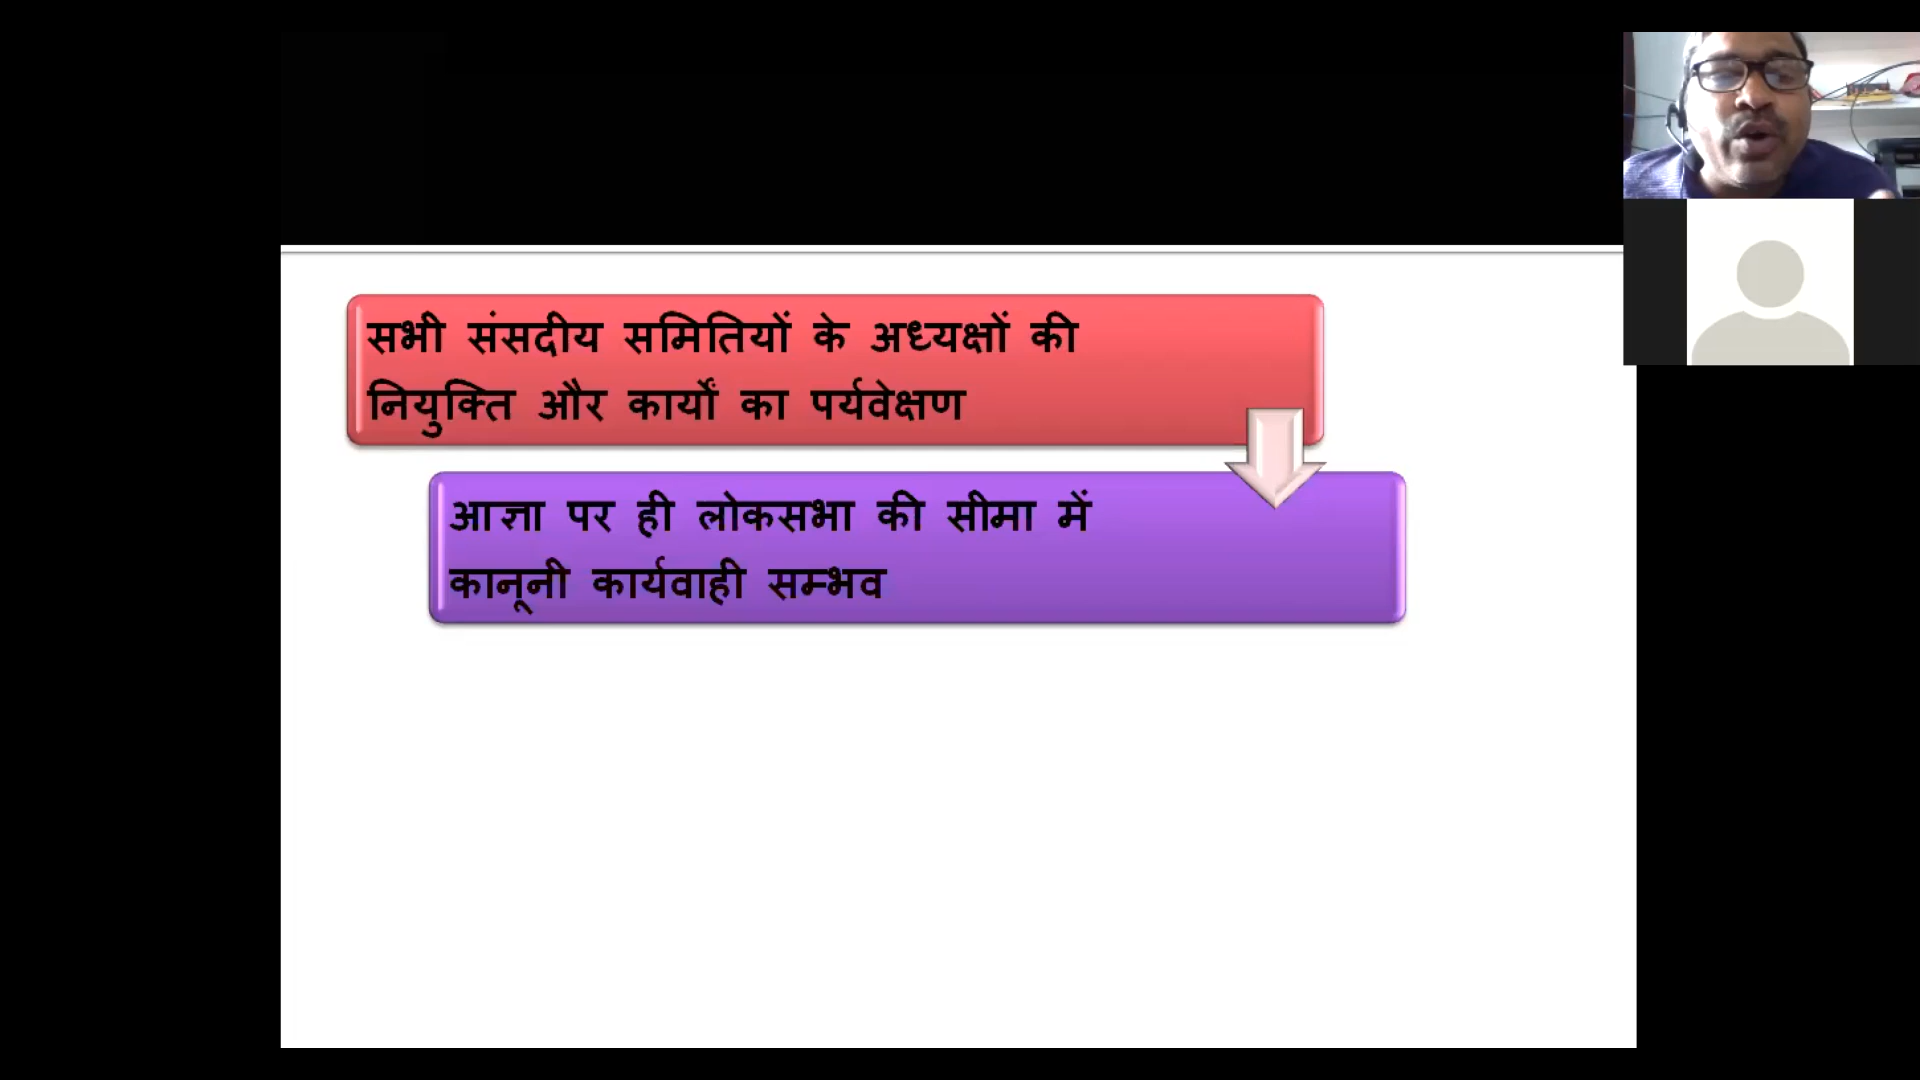 सभी संसदीय समितियों के अध्यक्षों की
नियुक्ति और कार्यों का पर्यवेक्षण
आज्ञा पर ही लोकसभा की सीमा में
कानूनी कार्यवाही सम्भव